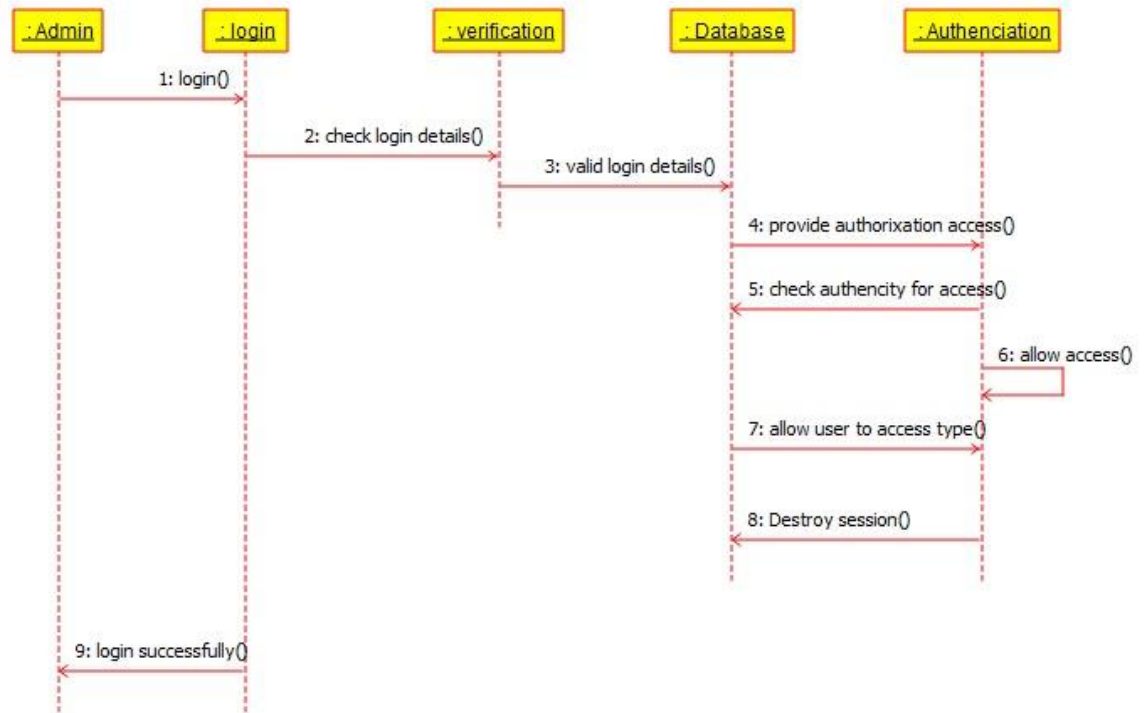 : Admin
: login
: verification
: Database
: Authenciation
1: login()
2: check login details()
3: valid login details()
4: provide authorixation access()
5: check authencity for access()
6: allow access()
7: allow user to access type()
8: Destroy session()
9: login successfully()